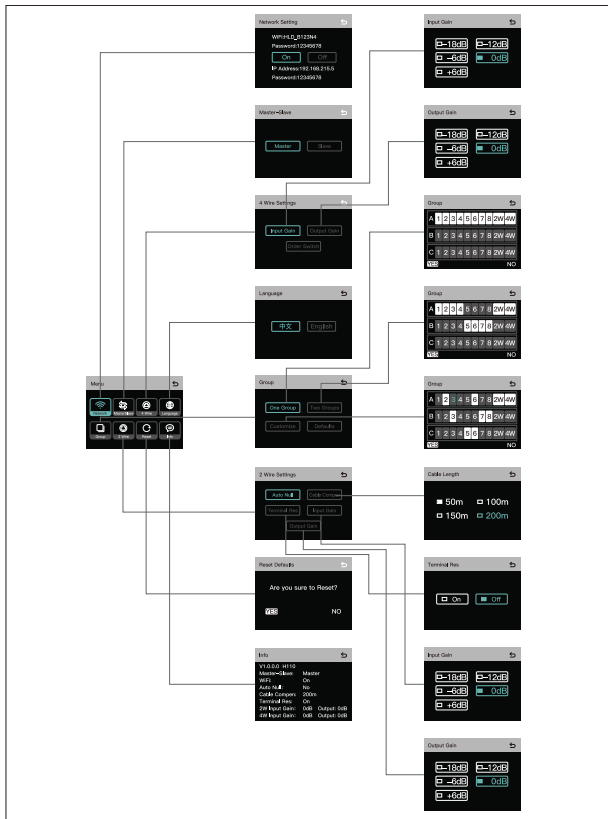 Network Setting
WiFi:HLD_B123N4
Password:12345678
On Off
IP Address:192.168.215.5
Password:12345678
Input Gain
-18dB -12dB
-6dB 0dB
+6dB
Master-Slave
Master Slave
Output Gain
-18dB -12dB
-6dB 0dB
+6dB
4 Wire Settings
Input Gain Output Gain
Order Switch
Group
A 1 2 3 4 5 6 7 8 2W 4W
B 1 2 3 4 5 6 7 8 2W 4W
C 1 2 3 4 5 6 7 8 2W 4W
YES NO
Language
中文 English
Group
A 1 2 3 4 5 6 7 8 2W 4W
B 1 2 3 4 5 6 7 8 2W 4W
C 1 2 3 4 5 6 7 8 2W 4W
YES NO
Menu
Network Master-Slave 4 Wire Language
Group 2 Wire Reset Info
Group
One Group Two Groups
Customize Defaults
Group
A 1 2 3 4 5 6 7 8 2W 4W
B 1 2 3 4 5 6 7 8 2W 4W
C 1 2 3 4 5 6 7 8 2W 4W
YES NO
2 Wire Settings
Auto Null Cable Compen
Terminal Res Input Gain
Output Gain
Cable Length
50m 100m
150m 200m
Reset Defaults
Are you sure to Reset?
YES NO
Terminal Res
On Off
Info
V1.0.0.0 H110
Master-Slave: Master
WiFi: On
Auto Null: No
Cable Compen: 200m
Terminal Res: On
2W Input Gain: 0dB Output: 0dB
4W Input Gain: 0dB Output: 0dB
Input Gain
-18dB -12dB
-6dB 0dB
+6dB
Output Gain
-18dB -12dB
-6dB 0dB
+6dB